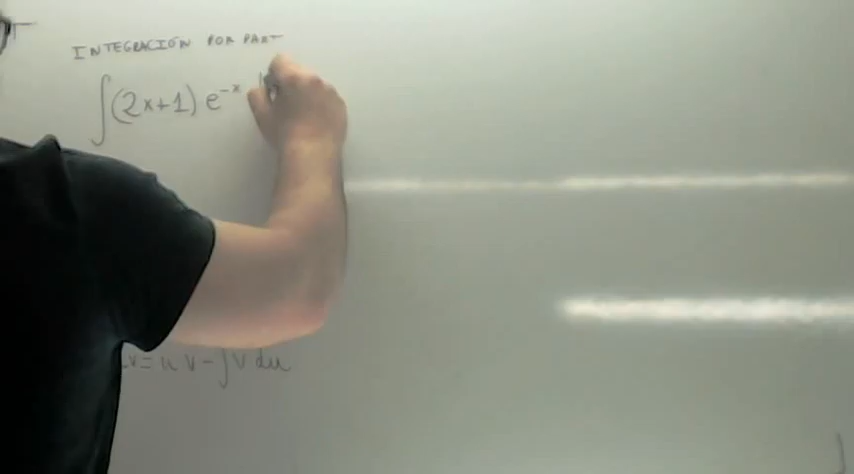 INTEGRACIÓN POR PART
∫(2x+1) e^{-x}
v = u v - ∫v du